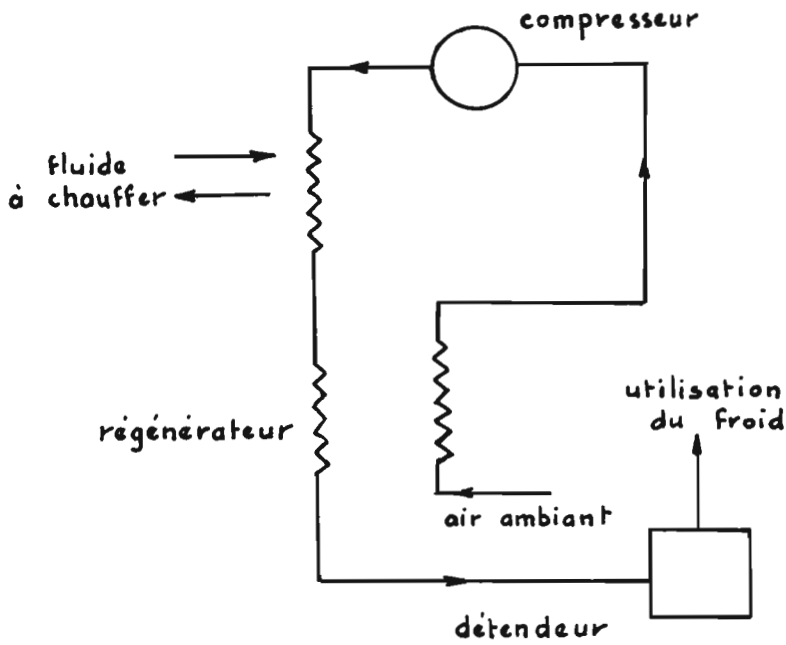 compresseur
fluide
à chauffer
utilisation
du froid
régénérateur
air ambiant
détendeur